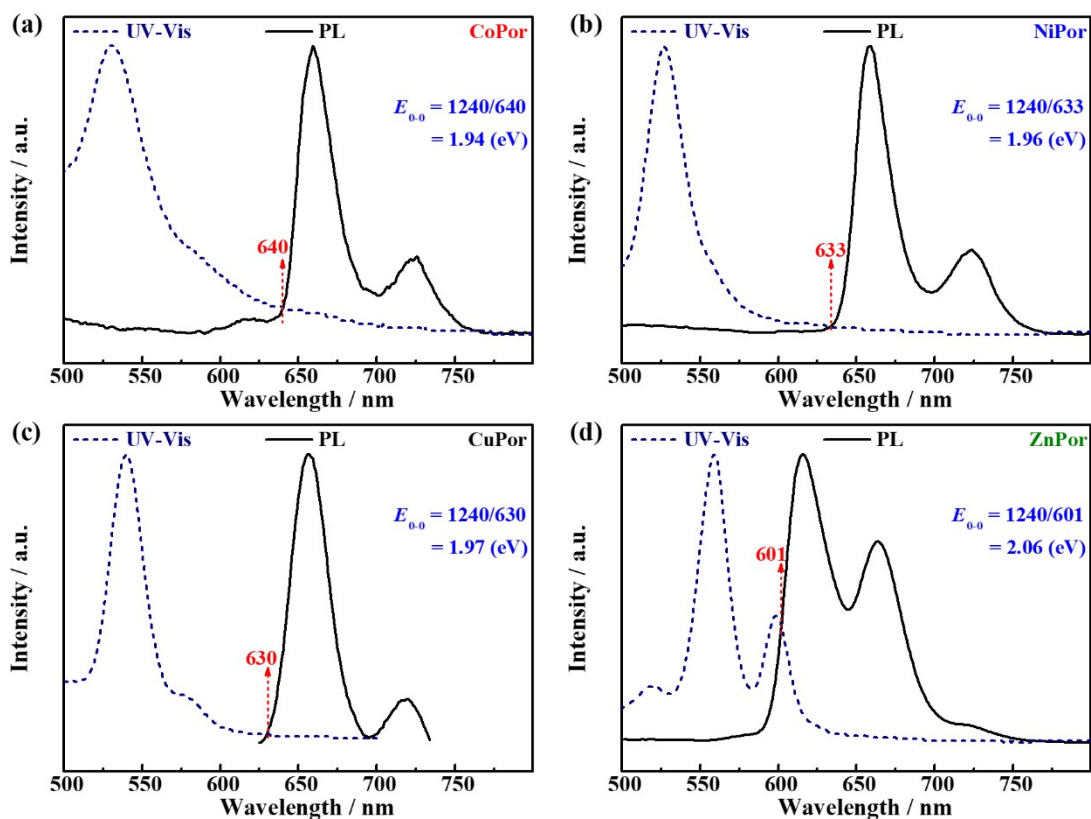 (a) UV-Vis PL CoPor
E0-0 = 1240/640
= 1.94 (eV)
640
Intensity / a.u.
500 550 600 650 700 750
Wavelength / nm
(b) UV-Vis PL NiPor
E0-0 = 1240/633
= 1.96 (eV)
633
Intensity / a.u.
500 550 600 650 700 750
Wavelength / nm
(c) UV-Vis PL CuPor
E0-0 = 1240/630
= 1.97 (eV)
630
Intensity / a.u.
500 550 600 650 700 750
Wavelength / nm
(d) UV-Vis PL ZnPor
E0-0 = 1240/601
= 2.06 (eV)
601
Intensity / a.u.
500 550 600 650 700 750
Wavelength / nm